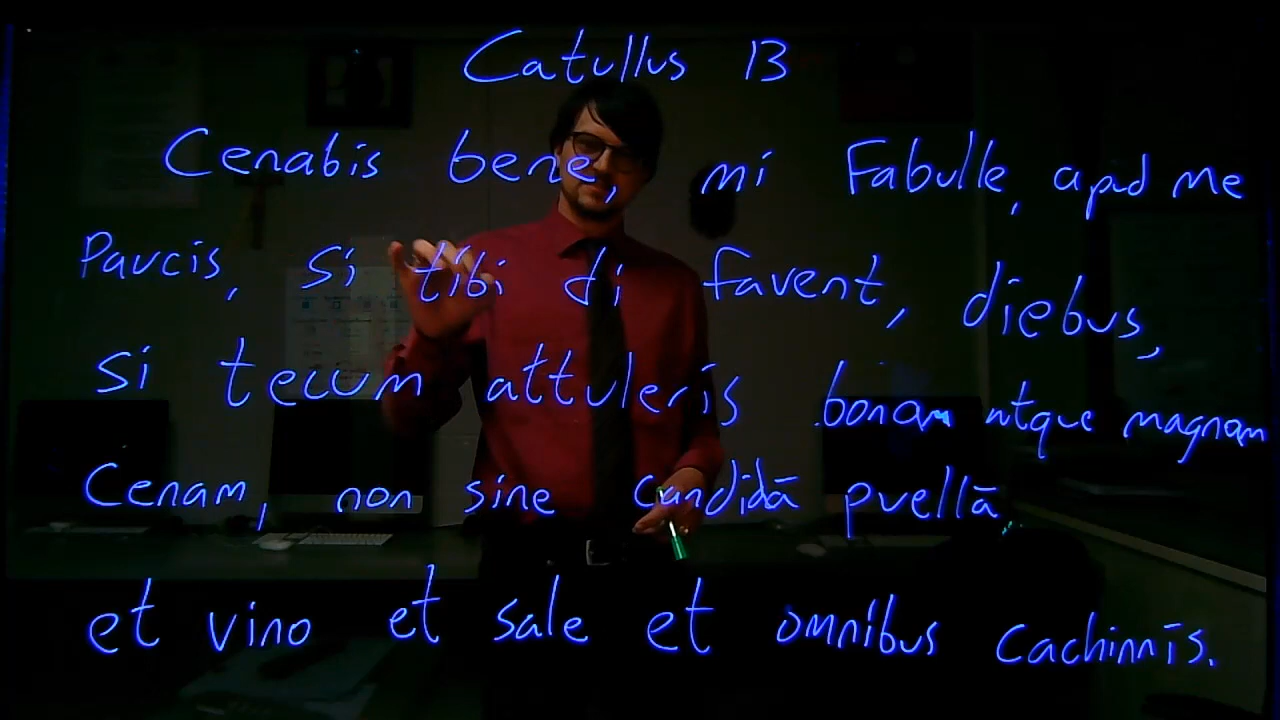 Catullus 13
Cenabis bene, mi Fabulle, apud me
Paucis, si tibi di favent, diebus,
si tecum attuleris bonam atque magnam
Cenam, non sine candidā puellā,
et vino et sale et omnibus cachinnis.